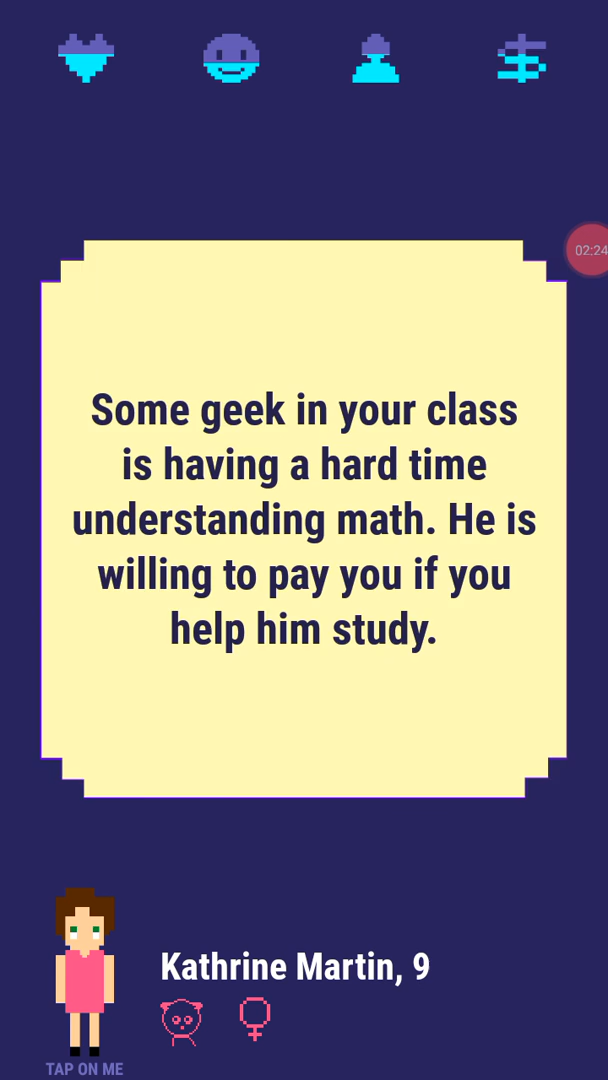 02:24
Some geek in your class
is having a hard time
understanding math. He is
willing to pay you if you
help him study.
Kathrine Martin, 9
TAP ON ME